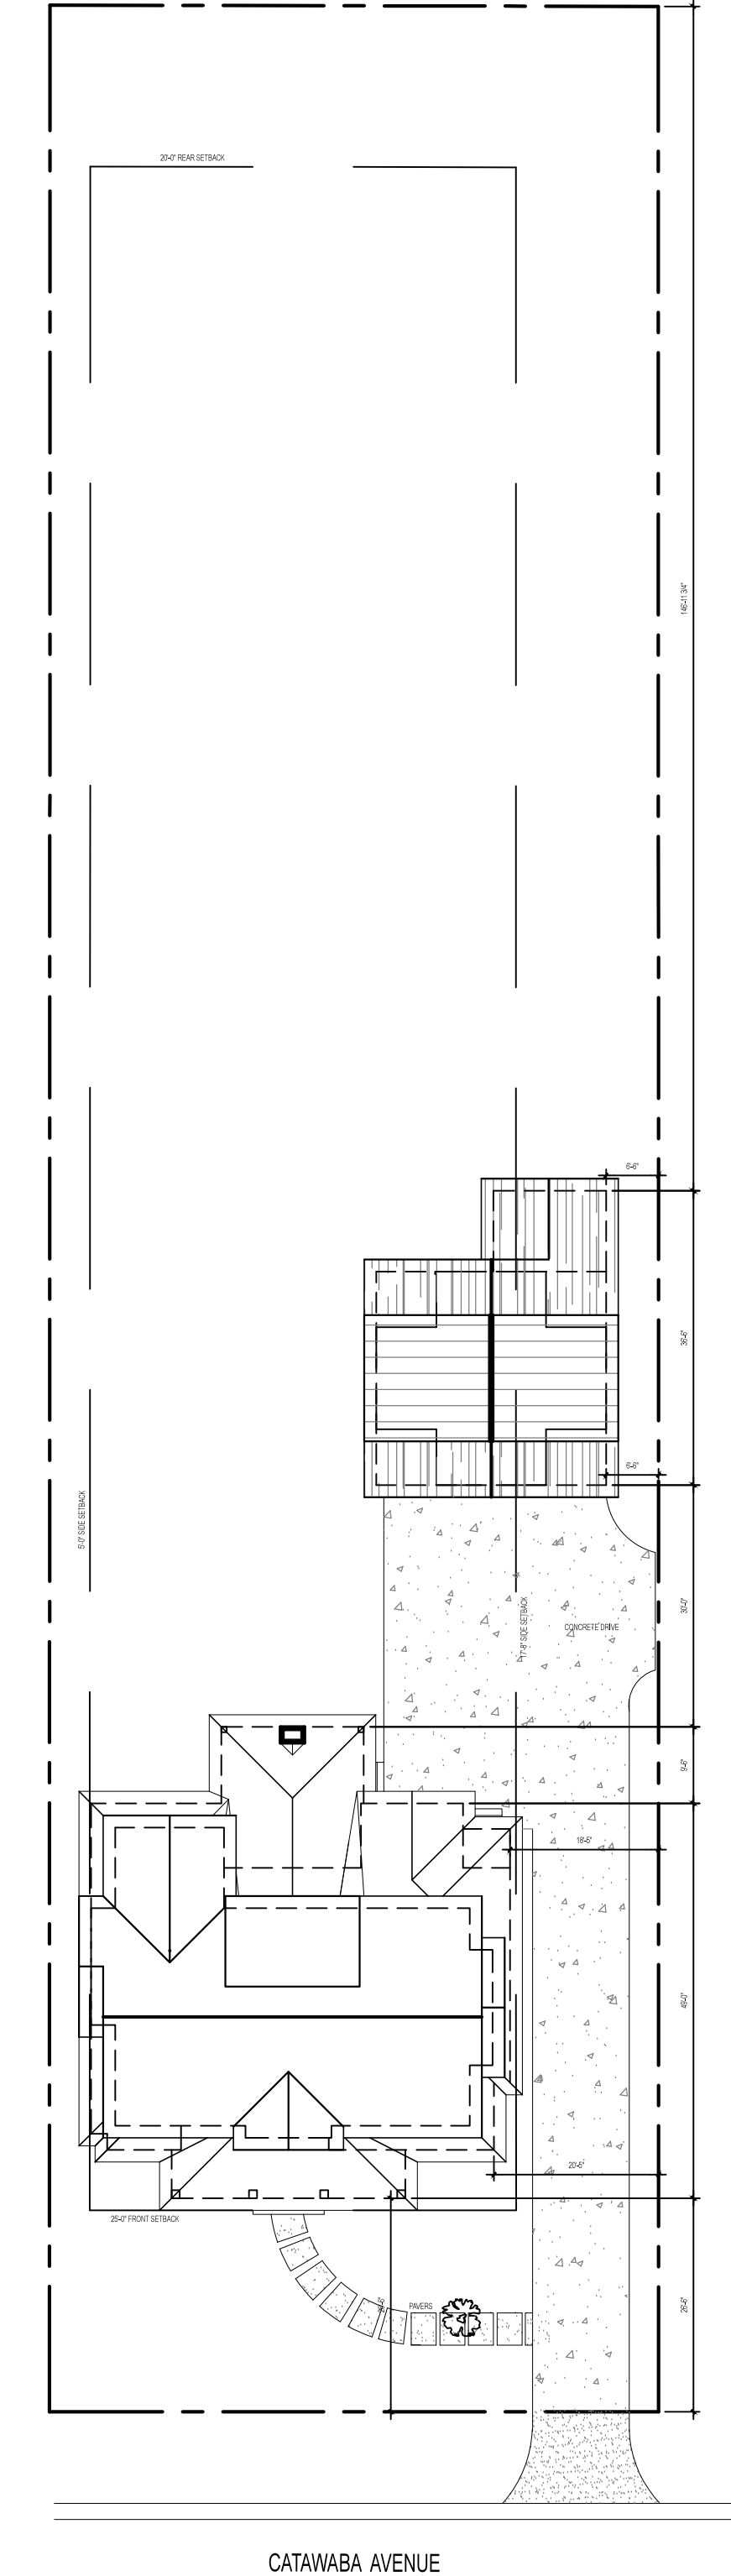 20'-0" REAR SETBACK
146'-11 3/4"
6'-6"
36'-6"
6'-6"
5'-0" SIDE SETBACK
17'-8" SIDE SETBACK
CONCRETE DRIVE
30'-0"
9'-6"
18'-5"
49'-0"
20'-5"
25'-0" FRONT SETBACK
PAVERS
26'-6"
CATAWABA AVENUE